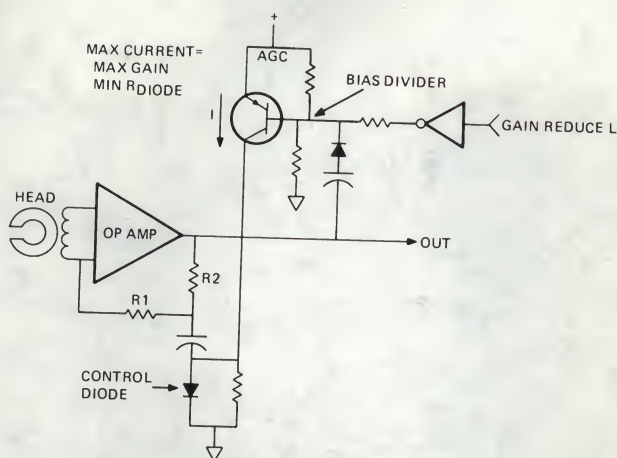 +
AGC
MAX CURRENT=
MAX GAIN
MIN RDIODE
I
BIAS DIVIDER
GAIN REDUCE L
HEAD
OP AMP
OUT
R2
R1
CONTROL
DIODE